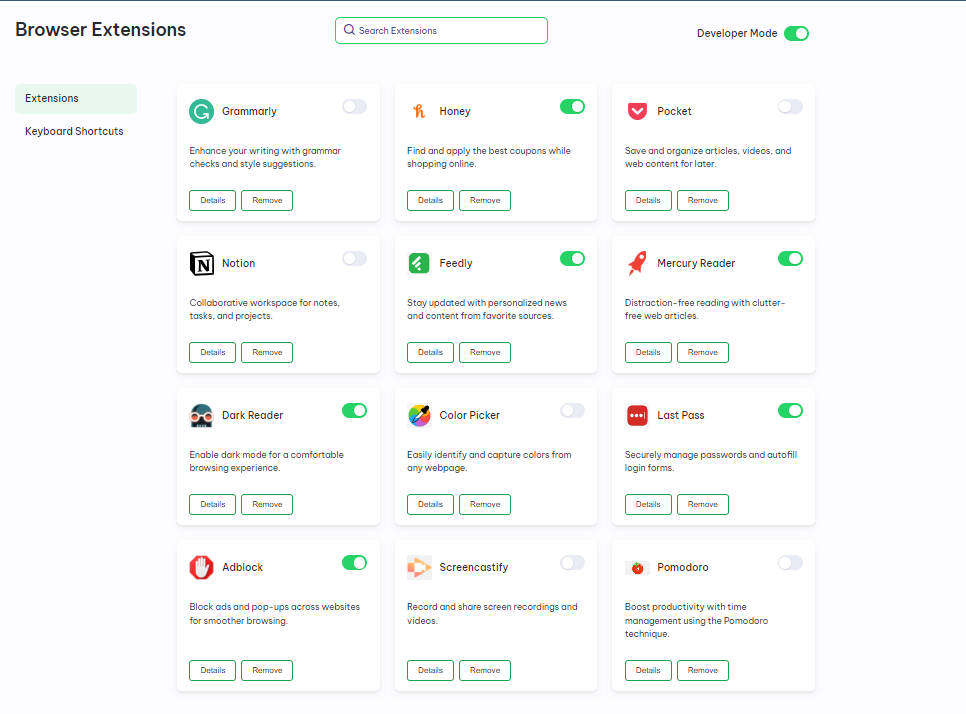 Browser Extensions
Search Extensions
Developer Mode
Extensions
Keyboard Shortcuts
Grammarly
Enhance your writing with grammar
checks and style suggestions.
Details
Remove
Honey
Find and apply the best coupons while
shopping online.
Details
Remove
Pocket
Save and organize articles, videos, and
web content for later.
Details
Remove
Notion
Collaborative workspace for notes,
tasks, and projects.
Details
Remove
Feedly
Stay updated with personalized news
and content from favorite sources.
Details
Remove
Mercury Reader
Distraction-free reading with clutter-
free web articles.
Details
Remove
Dark Reader
Enable dark mode for a comfortable
browsing experience.
Details
Remove
Color Picker
Easily identify and capture colors from
any webpage.
Details
Remove
Last Pass
Securely manage passwords and autofill
login forms.
Details
Remove
Adblock
Block ads and pop-ups across websites
for smoother browsing.
Details
Remove
Screencastify
Record and share screen recordings and
videos.
Details
Remove
Pomodoro
Boost productivity with time
management using the Pomodoro
technique.
Details
Remove